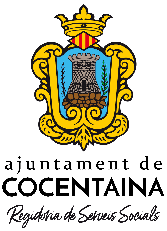 ajuntament de
COCENTAINA
Regidoria de Serveis Socials